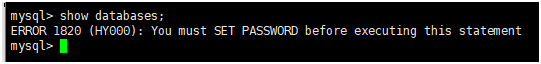 mysql> show databases;
ERROR 1820 (HY000): You must SET PASSWORD before executing this statement
mysql>